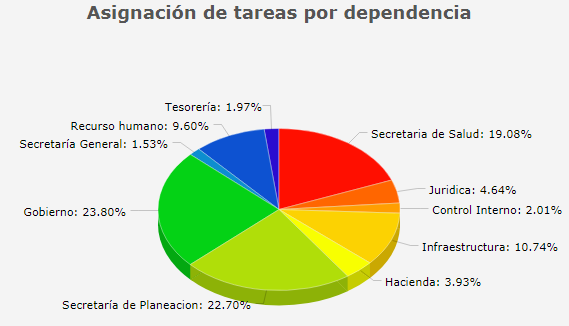 Asignación de tareas por dependencia
Tesorería: 1.97%
Recurso humano: 9.60%
Secretaria de Salud: 19.08%
Secretaría General: 1.53%
Juridica: 4.64%
Control Interno: 2.01%
Gobierno: 23.80%
Infraestructura: 10.74%
Hacienda: 3.93%
Secretaría de Planeacion: 22.70%